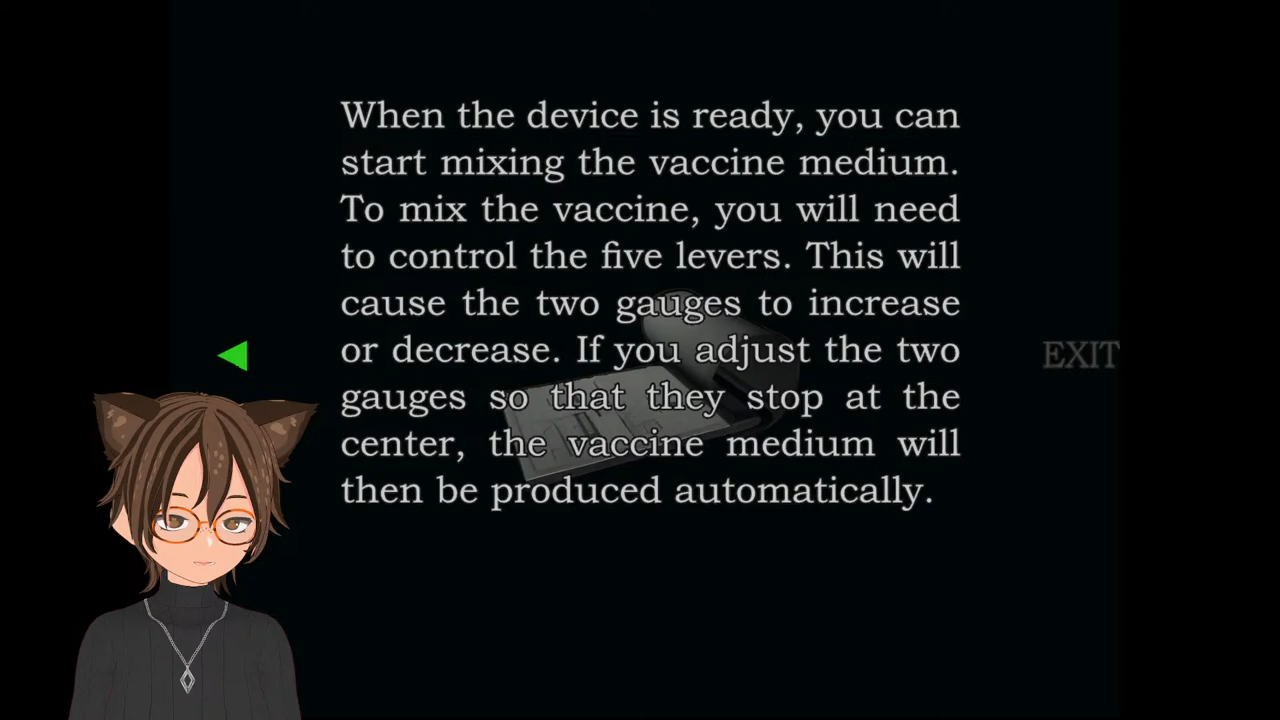 When the device is ready, you can
start mixing the vaccine medium.
To mix the vaccine, you will need
to control the five levers. This will
cause the two gauges to increase
or decrease. If you adjust the two
gauges so that they stop at the
center, the vaccine medium will
then be produced automatically.
EXIT